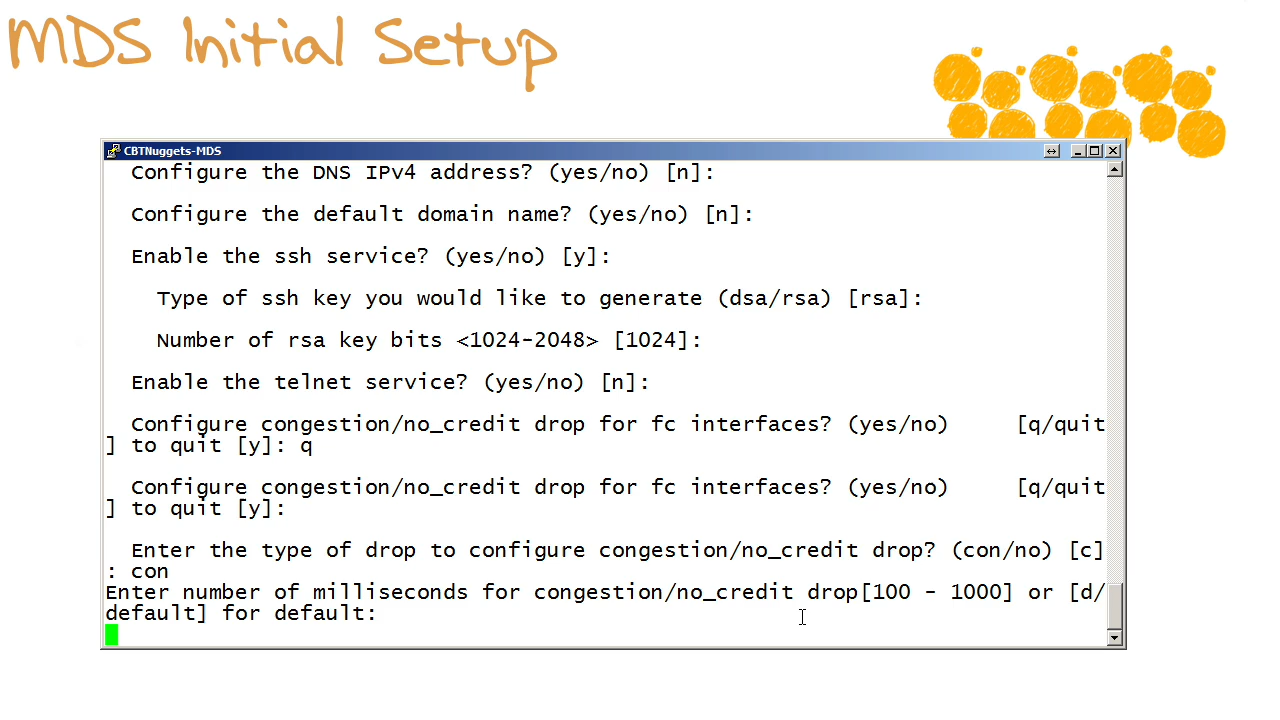 MDS Initial Setup
CBTNuggets-MDS
Configure the DNS IPv4 address? (yes/no) [n]:
Configure the default domain name? (yes/no) [n]:
Enable the ssh service? (yes/no) [y]:
Type of ssh key you would like to generate (dsa/rsa) [rsa]:
Number of rsa key bits <1024-2048> [1024]:
Enable the telnet service? (yes/no) [n]:
Configure congestion/no_credit drop for fc interfaces? (yes/no)     [q/quit
] to quit [y]: q
Configure congestion/no_credit drop for fc interfaces? (yes/no)     [q/quit
] to quit [y]:
Enter the type of drop to configure congestion/no_credit drop? (con/no) [c]
: con
Enter number of milliseconds for congestion/no_credit drop[100 - 1000] or [d/
default] for default: